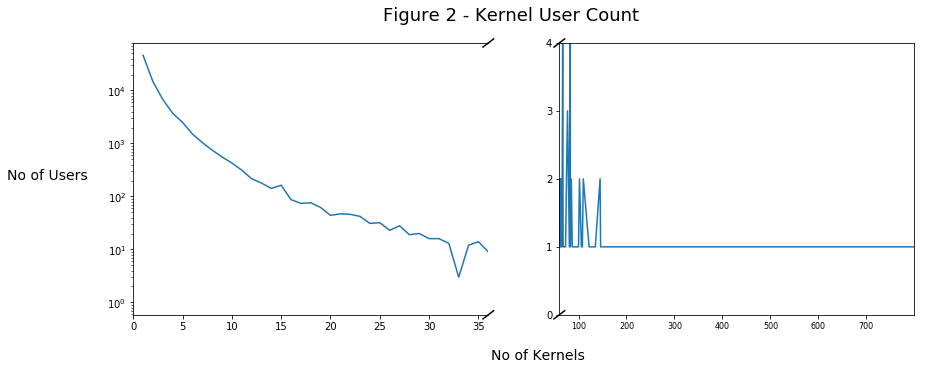 Figure 2 - Kernel User Count
No of Users
10^4
10^3
10^2
10^1
10^0
0 5 10 15 20 25 30 35
4
3
2
1
0
100 200 300 400 500 600 700
No of Kernels